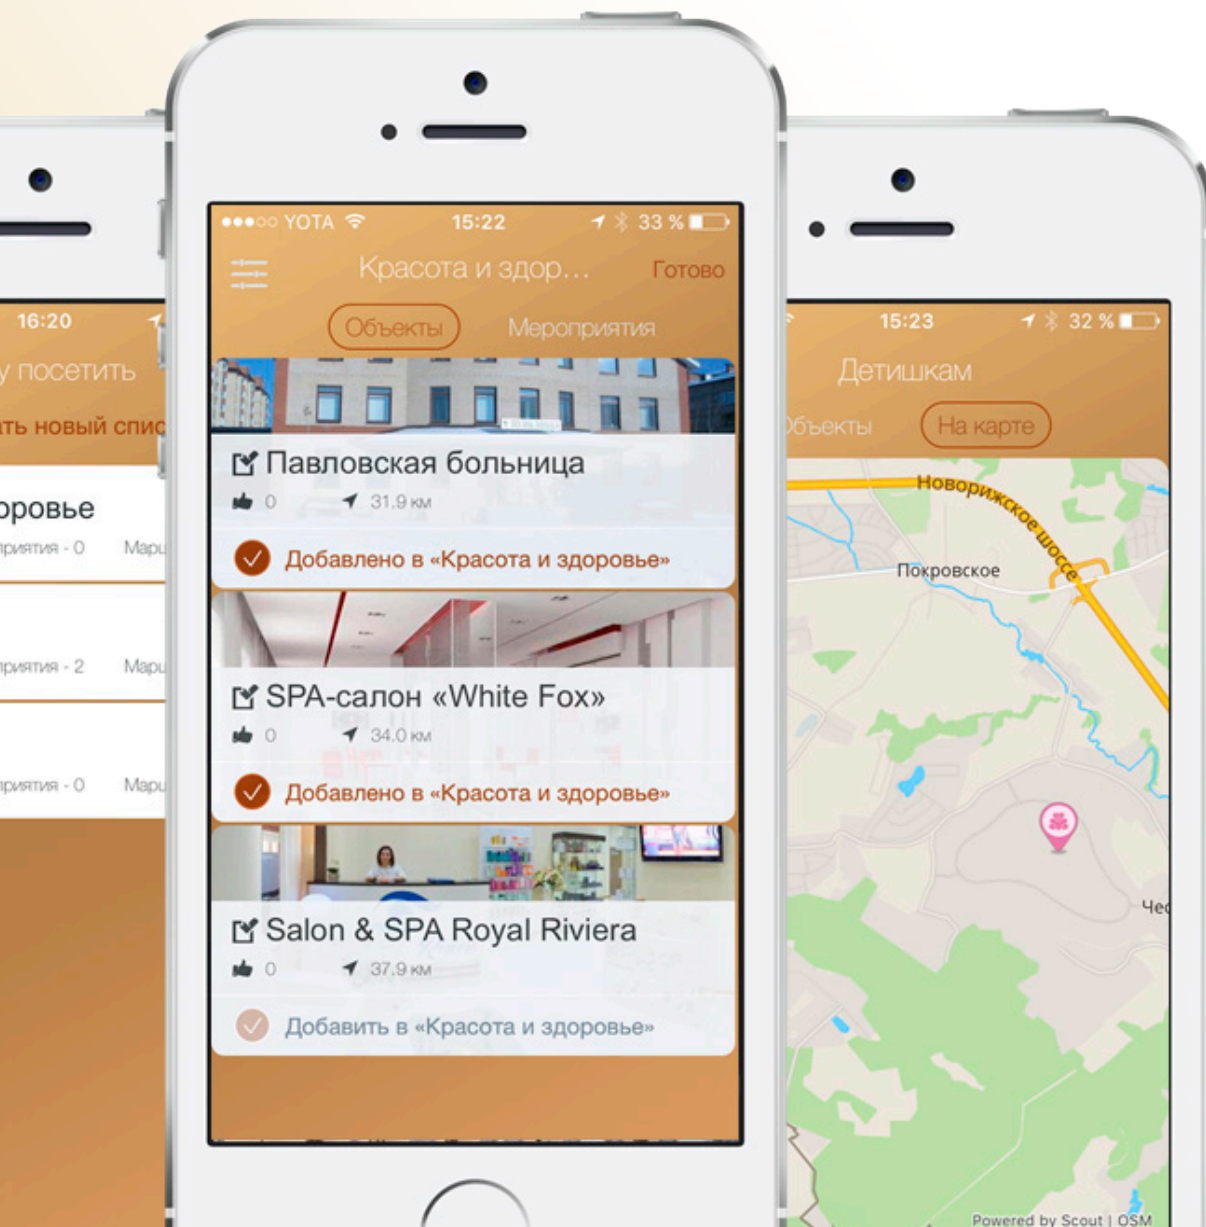 YOTA 15:22 33 %
Красота и здор... Готово
Объекты Мероприятия
Павловская больница
0 31.9 км
Добавлено в «Красота и здоровье»
SPA-салон «White Fox»
0 34.0 км
Добавлено в «Красота и здоровье»
Salon & SPA Royal Riviera
0 37.9 км
Добавить в «Красота и здоровье»
16:20
у посетить
ать новый спис
оровье
приятия - 0 Марш
приятия - 2 Марш
приятия - 0 Марш
15:23 32 %
Детишкам
Объекты На карте
Новорижское шоссе
Покровское
Чес
Powered by Scout | OSM